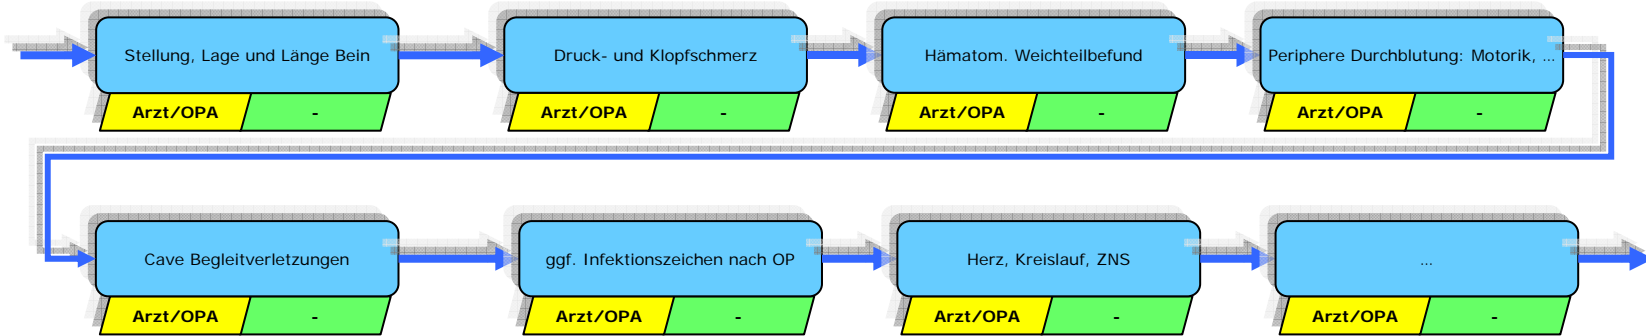 Stellung, Lage und Länge Bein
Druck- und Klopfschmerz
Hämatom. Weichteilbefund
Periphere Durchblutung: Motorik, ...
Arzt/OPA -
Arzt/OPA -
Arzt/OPA -
Arzt/OPA -
Cave Begleitverletzungen
ggf. Infektionszeichen nach OP
Herz, Kreislauf, ZNS
...
Arzt/OPA -
Arzt/OPA -
Arzt/OPA -
Arzt/OPA -